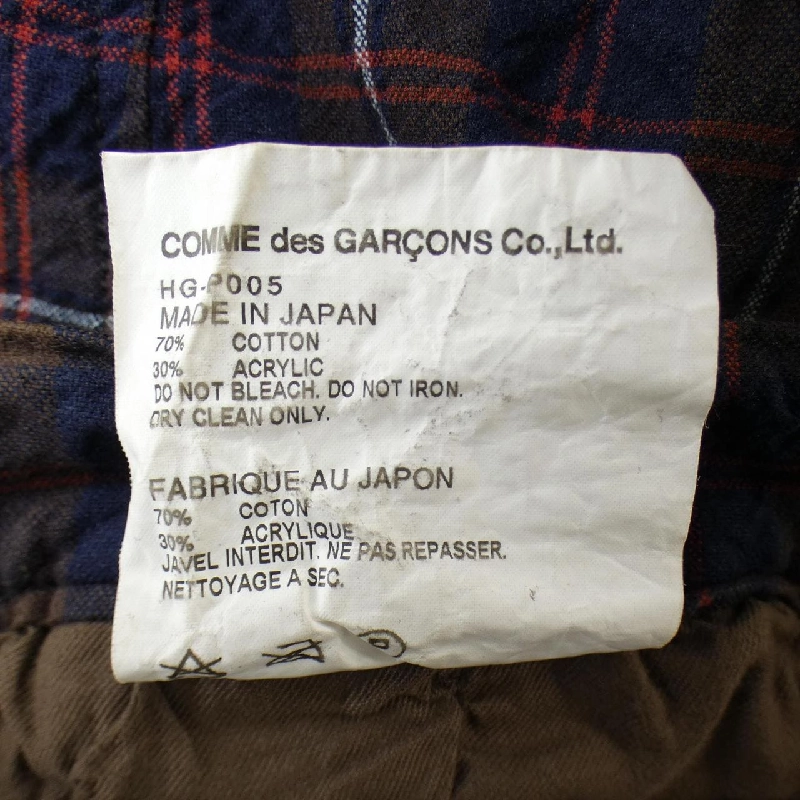 COMME des GARÇONS Co.,Ltd.
HG-P005
MADE IN JAPAN
70% COTTON
30% ACRYLIC
DO NOT BLEACH. DO NOT IRON.
DRY CLEAN ONLY.
FABRIQUE AU JAPON
70% COTON
30% ACRYLIQUE
JAVEL INTERDIT. NE PAS REPASSER.
NETTOYAGE A SEC.